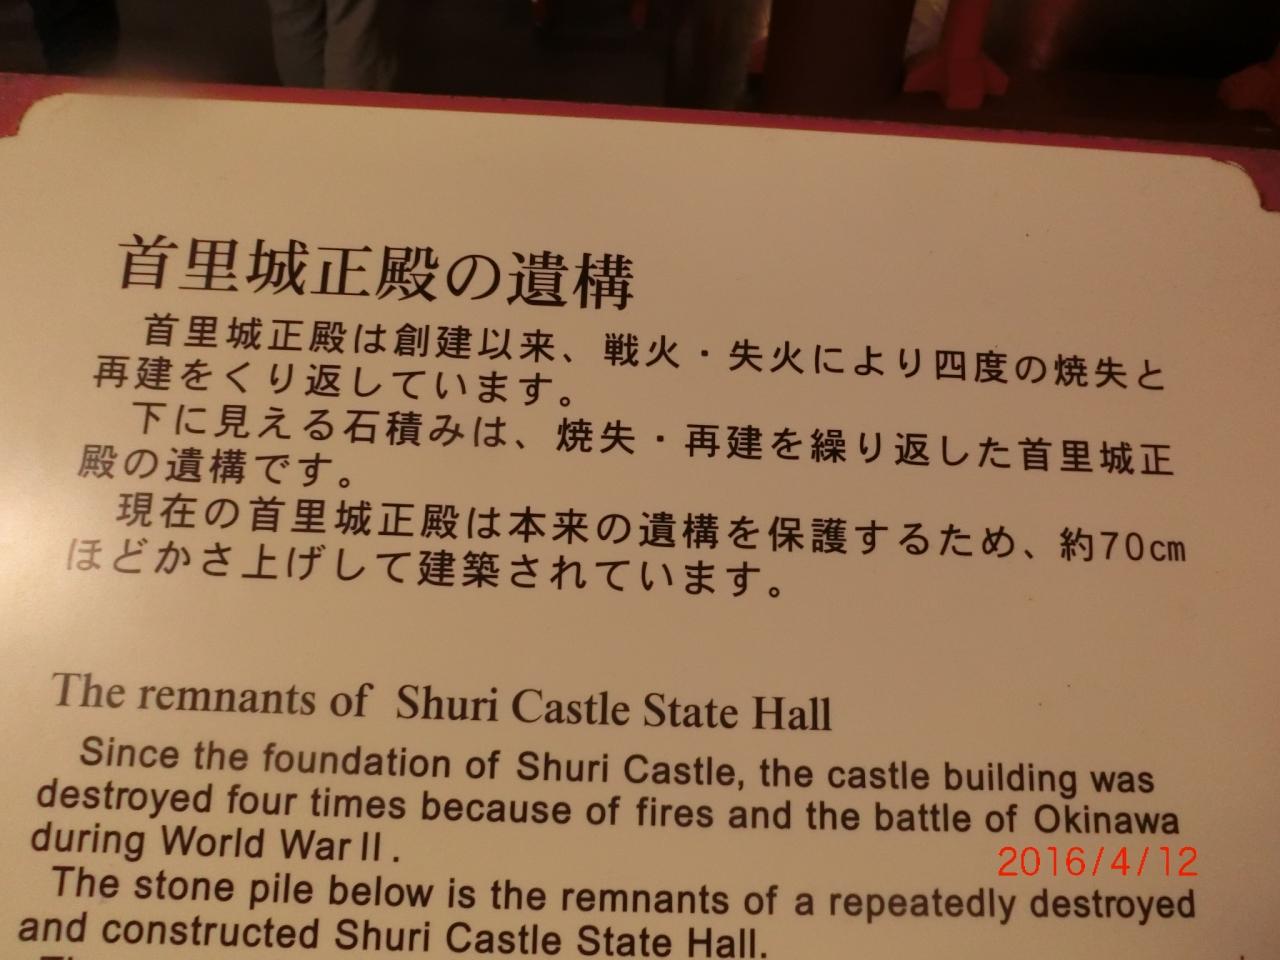 首里城正殿の遺構
首里城正殿は創建以来、戦火・失火により四度の焼失と
再建をくり返しています。
下に見える石積みは、焼失・再建を繰り返した首里城正
殿の遺構です。
現在の首里城正殿は本来の遺構を保護するため、約70cm
ほどかさ上げして建築されています。
The remnants of Shuri Castle State Hall
Since the foundation of Shuri Castle, the castle building was
destroyed four times because of fires and the battle of Okinawa
during World War II.
The stone pile below is the remnants of a repeatedly destroyed
and constructed Shuri Castle State Hall.
2016/4/12